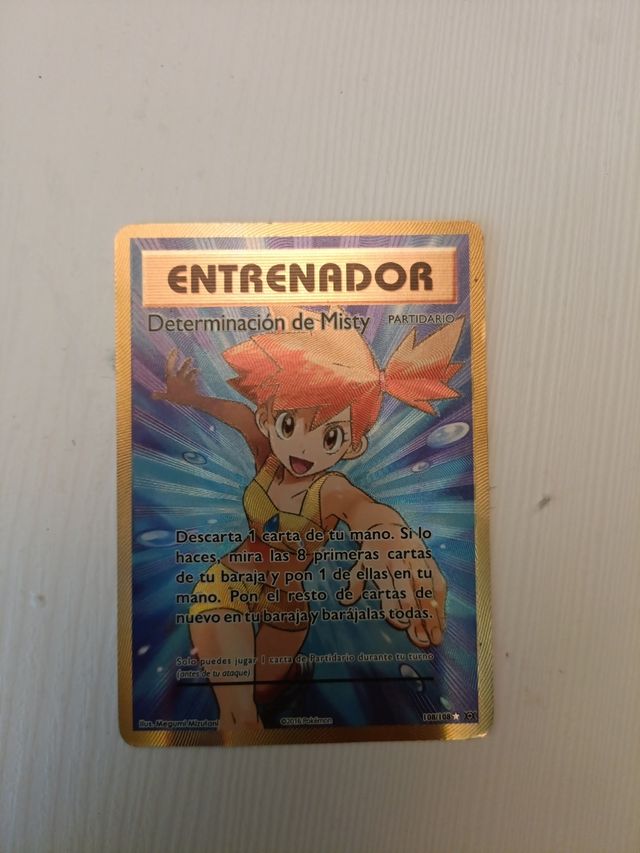 ENTRENADOR
Determinación de Misty PARTIDARIO
Descarta 1 carta de tu mano. Si lo
haces, mira las 8 primeras cartas
de tu baraja y pon 1 de ellas en tu
mano. Pon el resto de cartas de
nuevo en tu baraja y barájalas todas.
Solo puedes jugar 1 carta de Partidario durante tu turno
(antes de tu ataque).
Ilus. Megumi Mizutani ©2016 Pokémon 108/108